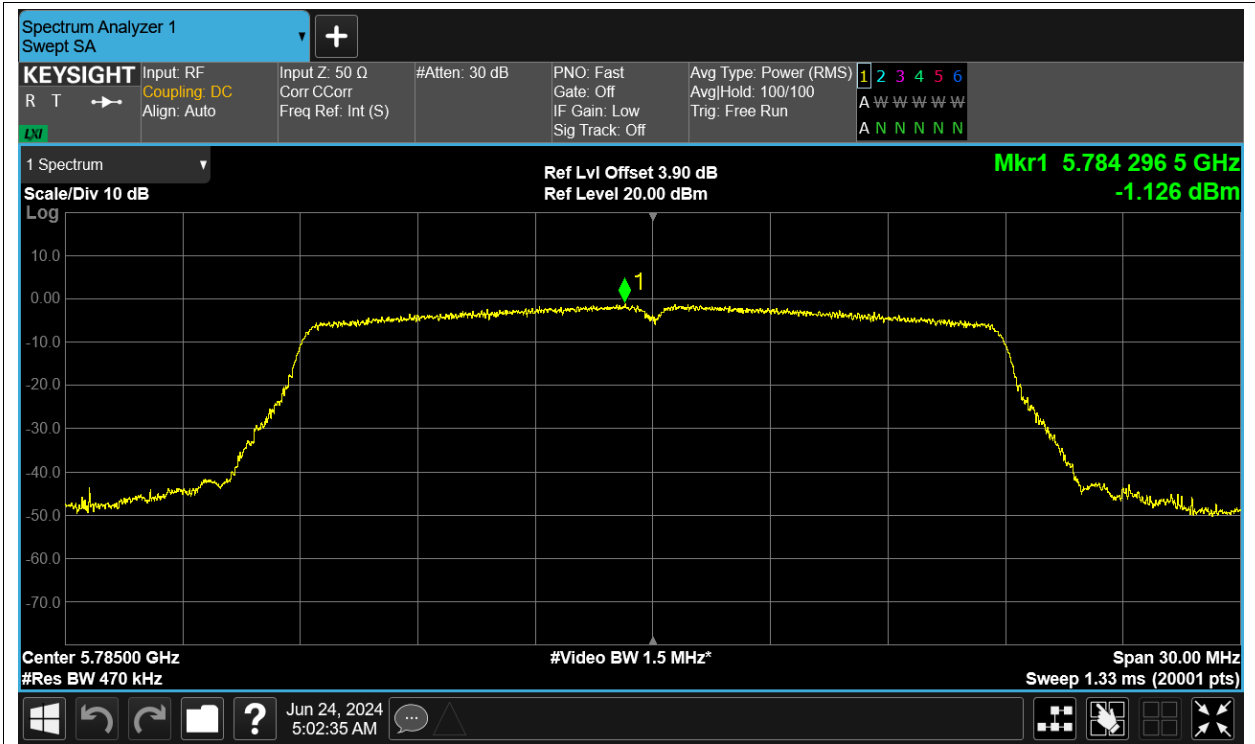 Spectrum Analyzer 1
Swept SA
KEYSIGHT
R T
LXI
Input: RF
Coupling: DC
Align: Auto
Input Z: 50 Ω
Corr CCorr
Freq Ref: Int (S)
#Atten: 30 dB
PNO: Fast
Gate: Off
IF Gain: Low
Sig Track: Off
Avg Type: Power (RMS)
Avg|Hold: 100/100
Trig: Free Run
1 2 3 4 5 6
A W W W W W
A N N N N N
1 Spectrum
Scale/Div 10 dB
Log
Ref Lvl Offset 3.90 dB
Ref Level 20.00 dBm
Mkr1 5.784 296 5 GHz
-1.126 dBm
1
10.0
0.00
-10.0
-20.0
-30.0
-40.0
-50.0
-60.0
-70.0
Center 5.78500 GHz
#Res BW 470 kHz
#Video BW 1.5 MHz*
Span 30.00 MHz
Sweep 1.33 ms (20001 pts)
?
Jun 24, 2024
5:02:35 AM